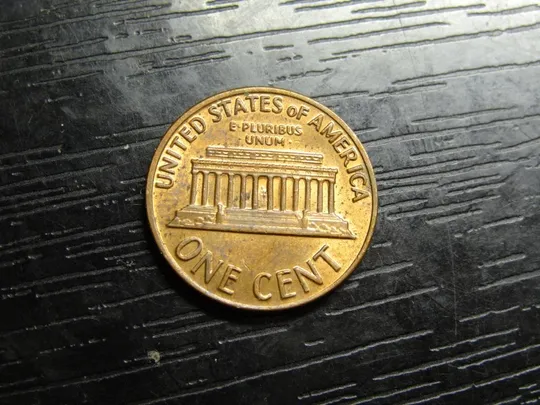 UNITED STATES OF AMERICA
E·PLURIBUS
UNUM·
ONE CENT